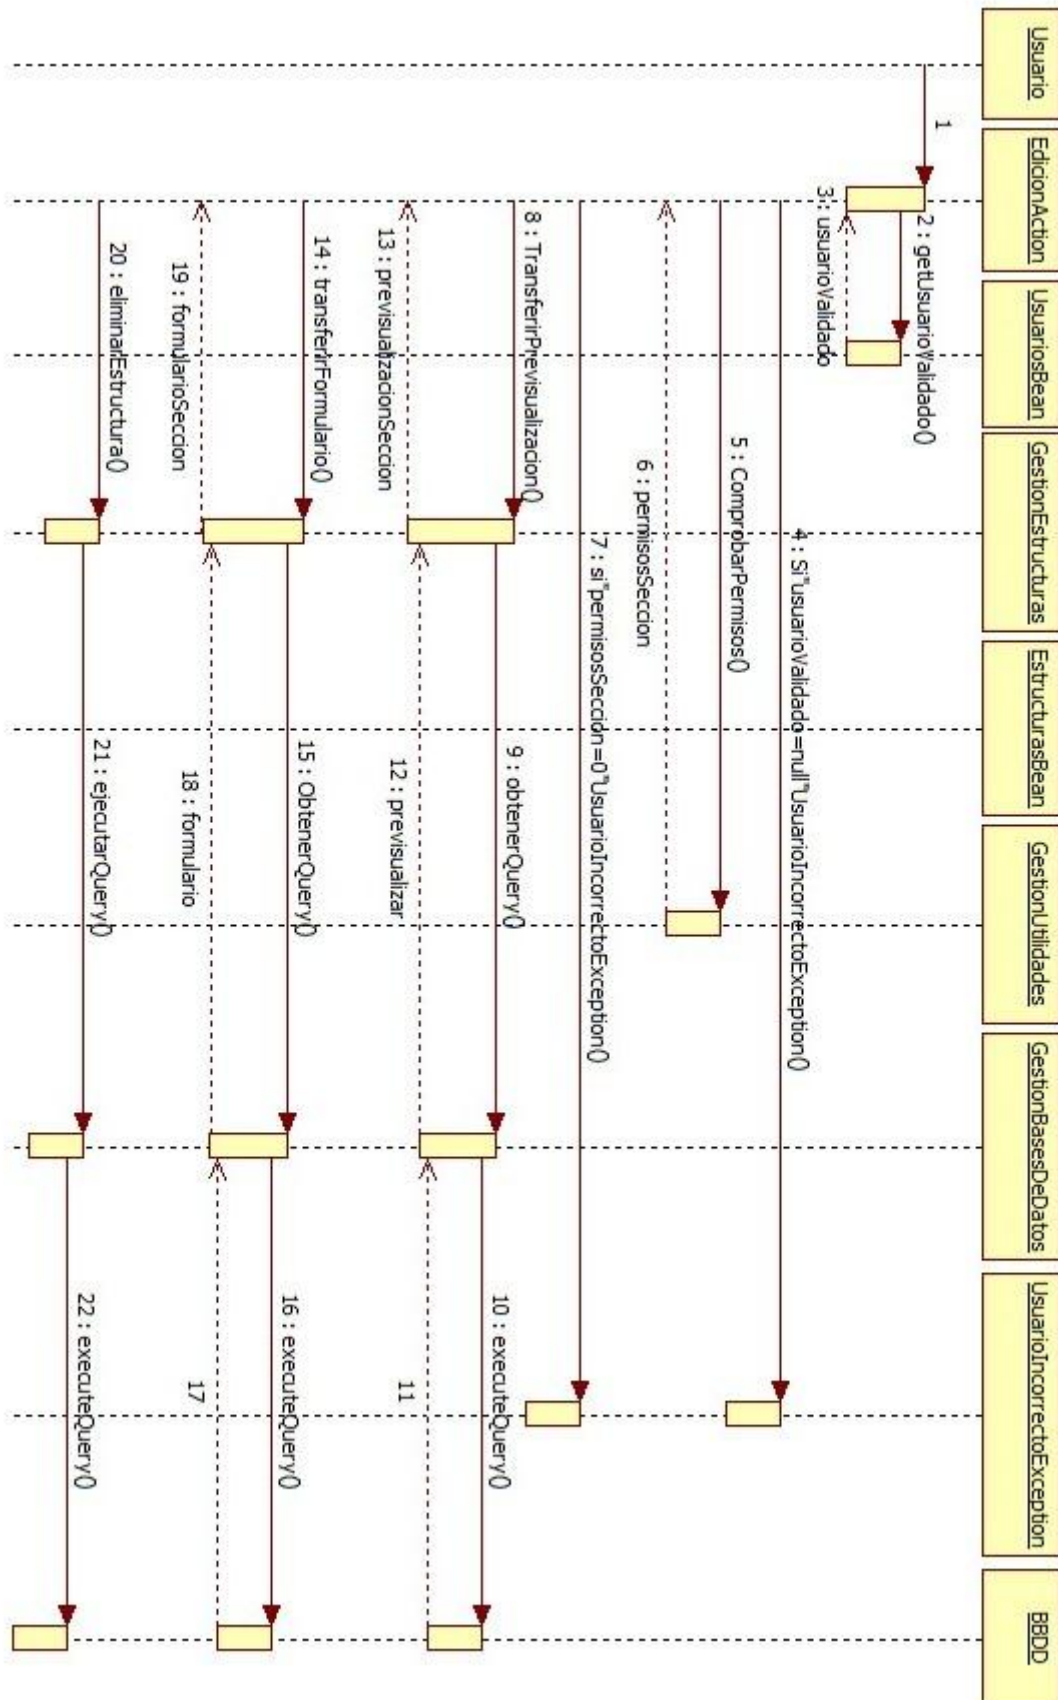 Usuario
EdicionAction
UsuariosBean
GestionEstructuras
EstructurasBean
GestionUtilidades
GestionBasesDeDatos
UsuarioIncorrectoException
BBDD
1
2 : getUsuarioValidado()
3 : usuarioValidado
4 : Si"usuarioValidado=null"UsuarioIncorrectoException()
5 : ComprobarPermisos()
6 : permisosSeccion
7 : si"permisosSeccion=0"UsuarioIncorrectoException()
8 : TransferirPrevisualizacion()
9 : obtenerQuery()
10 : executeQuery()
11
12 : previsualizar
13 : previsualizacionSeccion
14 : transferirFormulario()
15 : ObtenerQuery()
16 : executeQuery()
17
18 : formulario
19 : formularioSeccion
20 : eliminarEstructura()
21 : ejecutarQuery()
22 : executeQuery()